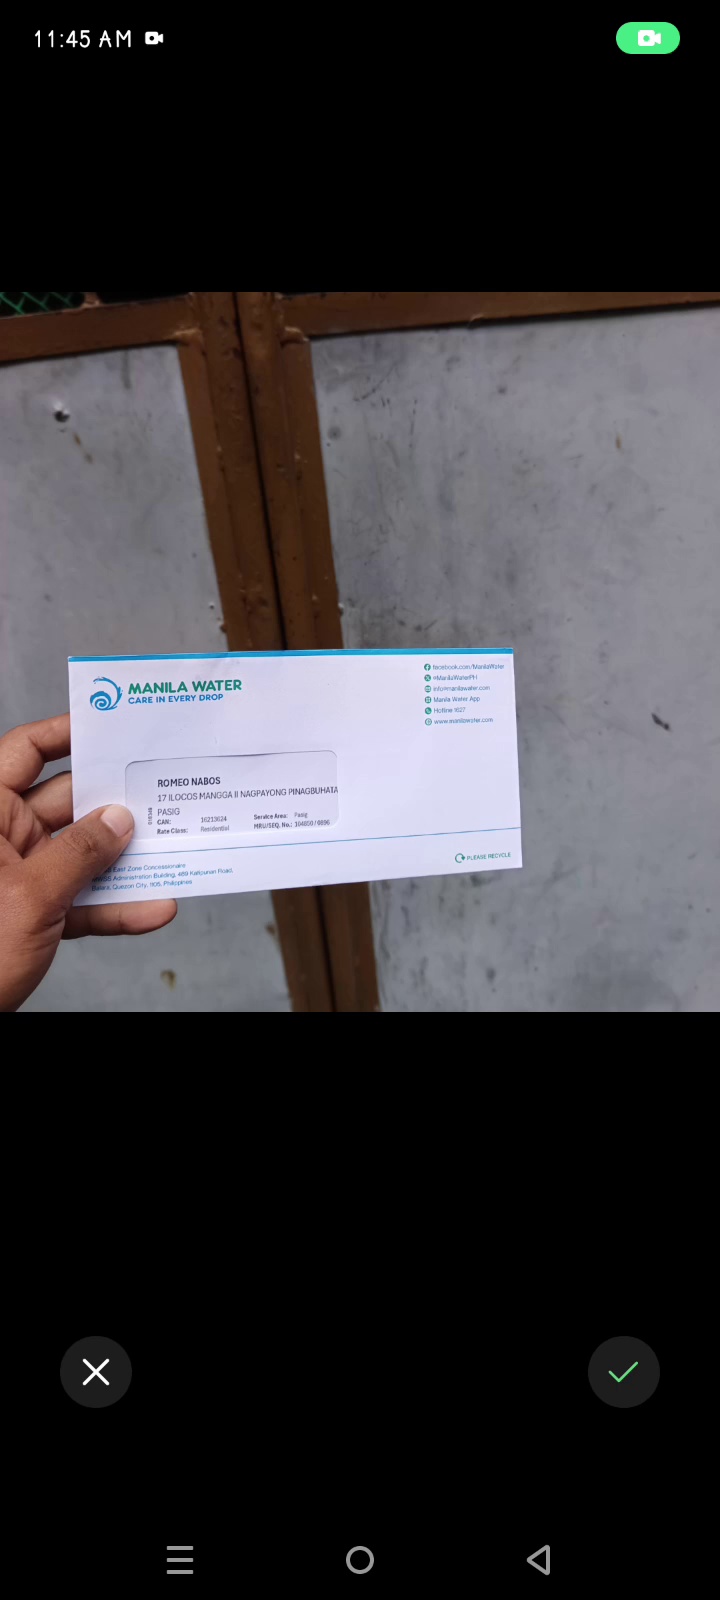 11:45 AM
MANILA WATER
CARE IN EVERY DROP
facebook.com/ManilaWater
@ManilaWaterPH
info@manilawater.com
Manila Water App
Hotline 1627
www.manilawater.com
ROMEO NABOS
17 ILOCOS MANGGA II NAGPAYONG PINAGBUHATA
PASIG
CAN: 16213624 Service Area: Pasig
Rate Class: Residential MRU/SEQ. No.:
East Zone Concessionaire
Administration Building, 489 Katipunan Road,
Balara, Quezon City, 1105, Philippines
PLEASE RECYCLE